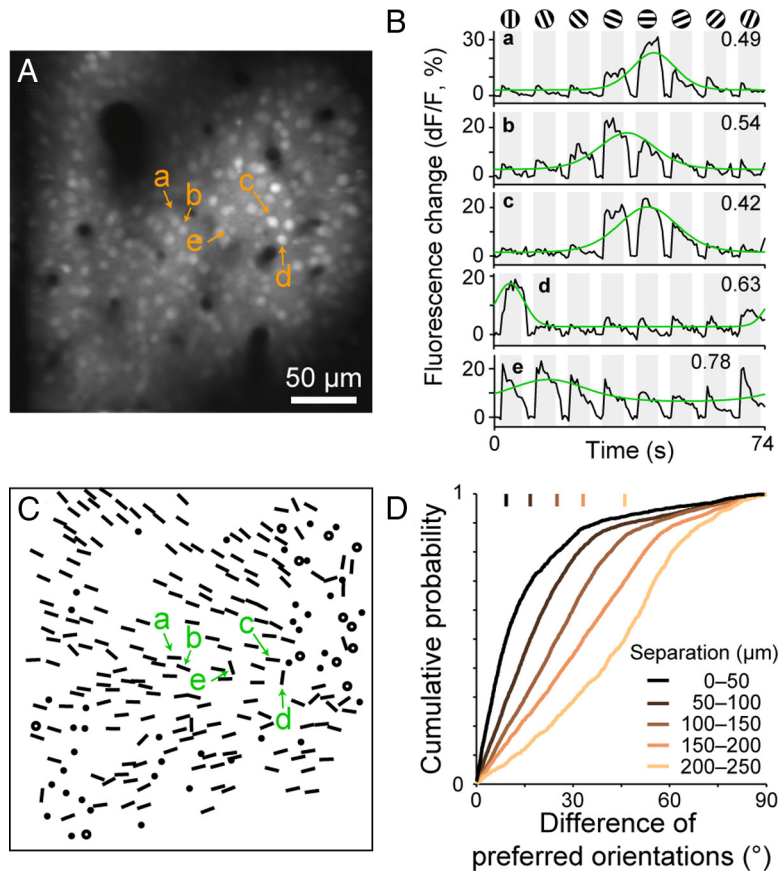 A
a
b
c
e
d
50 μm
B
Fluorescence change (dF/F, %)
30
0
a
0.49
20
0
b
0.54
20
0
c
0.42
20
0
d
0.63
20
0
e
0.78
0
74
Time (s)
C
a
b
c
e
d
D
Cumulative probability
1
0
Separation (μm)
0–50
50–100
100–150
150–200
200–250
0
30
60
90
Difference of
preferred orientations (°)